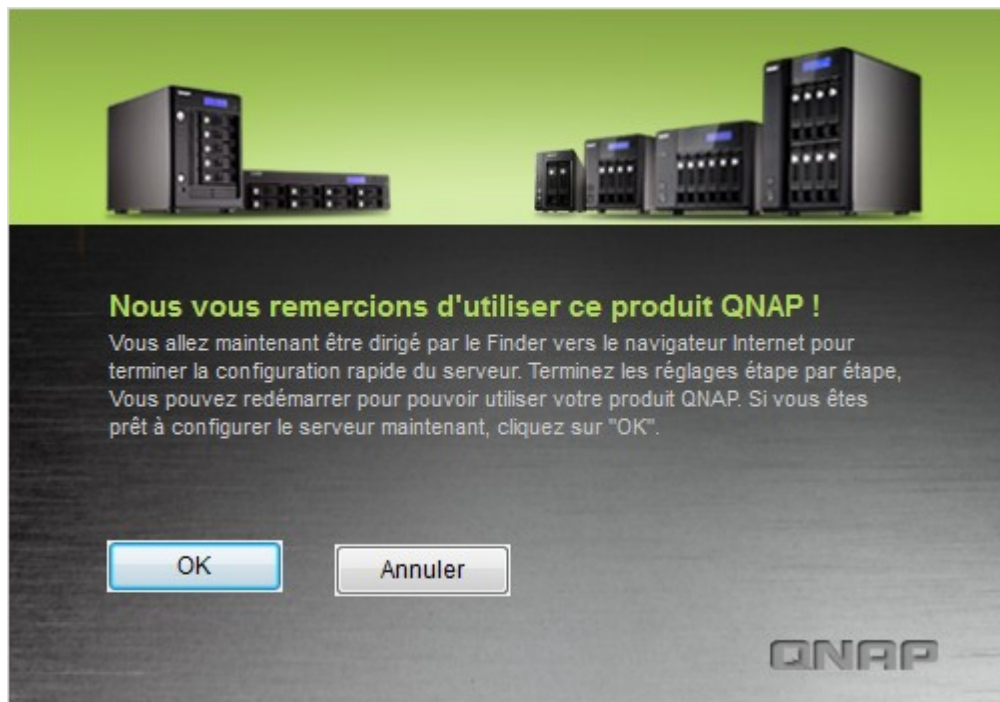 Nous vous remercions d'utiliser ce produit QNAP !
Vous allez maintenant être dirigé par le Finder vers le navigateur Internet pour
terminer la configuration rapide du serveur. Terminez les réglages étape par étape,
Vous pouvez redémarrer pour pouvoir utiliser votre produit QNAP. Si vous êtes
prêt à configurer le serveur maintenant, cliquez sur "OK".
OK
Annuler
QNAP